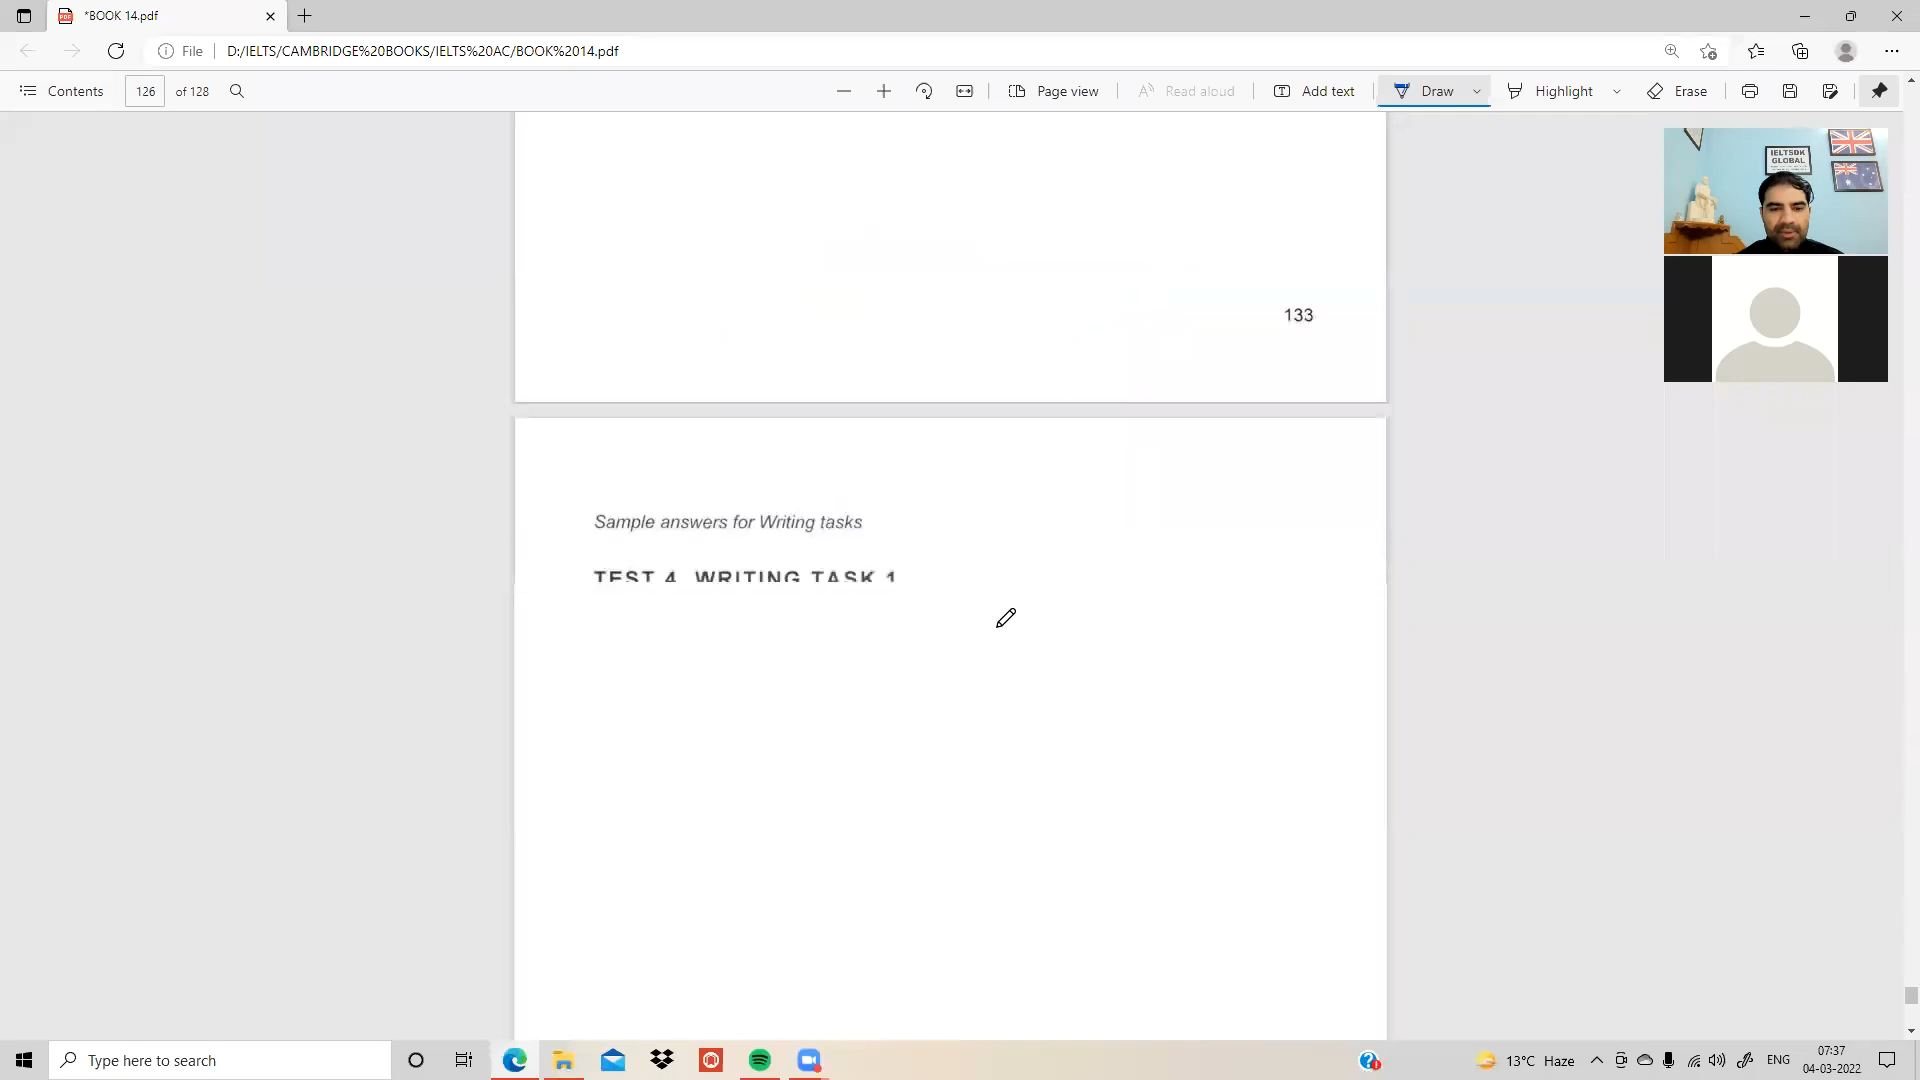 *BOOK 14.pdf
File
D:/IELTS/CAMBRIDGE%20BOOKS/IELTS%20AC/BOOK%2014.pdf
Contents
126
of 128
Page view
Read aloud
Add text
Draw
Highlight
Erase
IELTSDK
GLOBAL
133
Sample answers for Writing tasks
TEST 4, WRITING TASK 1
Type here to search
13°C Haze
ENG
07:37
04-03-2022